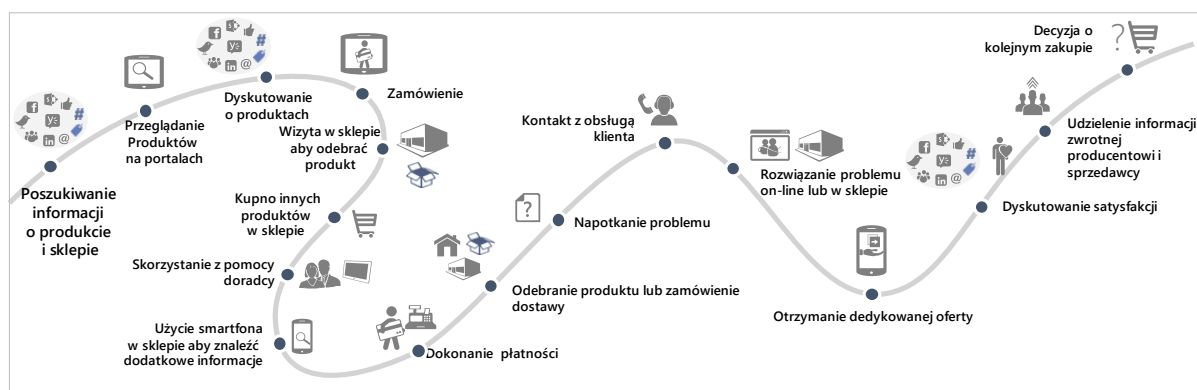 Poszukiwanie
informacji
o produkcie
i sklepie
Przeglądanie
Produktów
na portalach
Dyskutowanie
o produktach
Zamówienie
Wizyta w sklepie
aby odebrać
produkt
Kupno innych
produktów
w sklepie
Skorzystanie z pomocy
doradcy
Użycie smartfona
w sklepie aby znaleźć
dodatkowe informacje
Dokonanie płatności
Odebranie produktu lub zamówienie
dostawy
Napotkanie problemu
Kontakt z obsługą
klienta
Rozwiązanie problemu
on-line lub w sklepie
Otrzymanie dedykowanej oferty
Dyskutowanie satysfakcji
Udzielenie informacji
zwrotnej
producentowi i
sprzedawcy
Decyzja o
kolejnym zakupie